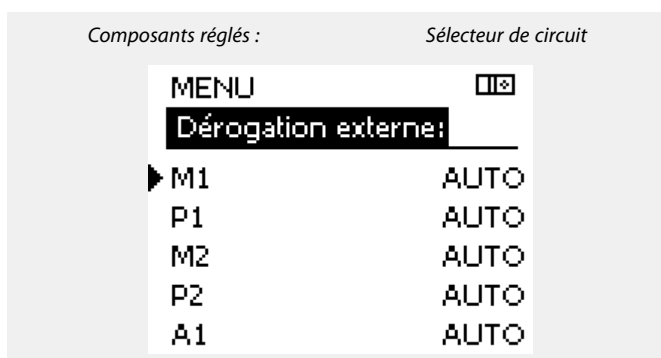 Composants réglés : Sélecteur de circuit
MENU
Dérogation externe:
M1 AUTO
P1 AUTO
M2 AUTO
P2 AUTO
A1 AUTO